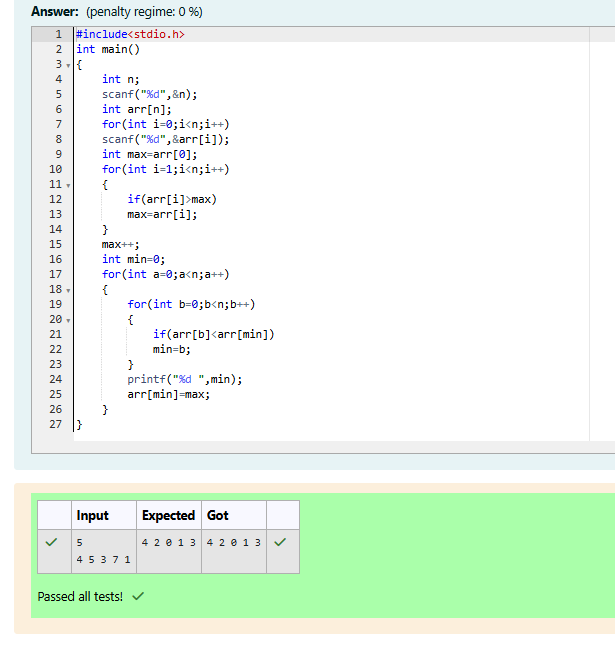 Answer: (penalty regime: 0 %)
1 #include<stdio.h>
2 int main()
3 {
4 int n;
5 scanf("%d",&n);
6 int arr[n];
7 for(int i=0;i<n;i++)
8 scanf("%d",&arr[i]);
9 int max=arr[0];
10 for(int i=1;i<n;i++)
11 {
12 if(arr[i]>max)
13 max=arr[i];
14 }
15 max++;
16 int min=0;
17 for(int a=0;a<n;a++)
18 {
19 for(int b=0;b<n;b++)
20 {
21 if(arr[b]<arr[min])
22 min=b;
23 }
24 printf("%d ",min);
25 arr[min]=max;
26 }
27 }
Input Expected Got
5 4 2 0 1 3 4 2 0 1 3
4 5 3 7 1
Passed all tests!